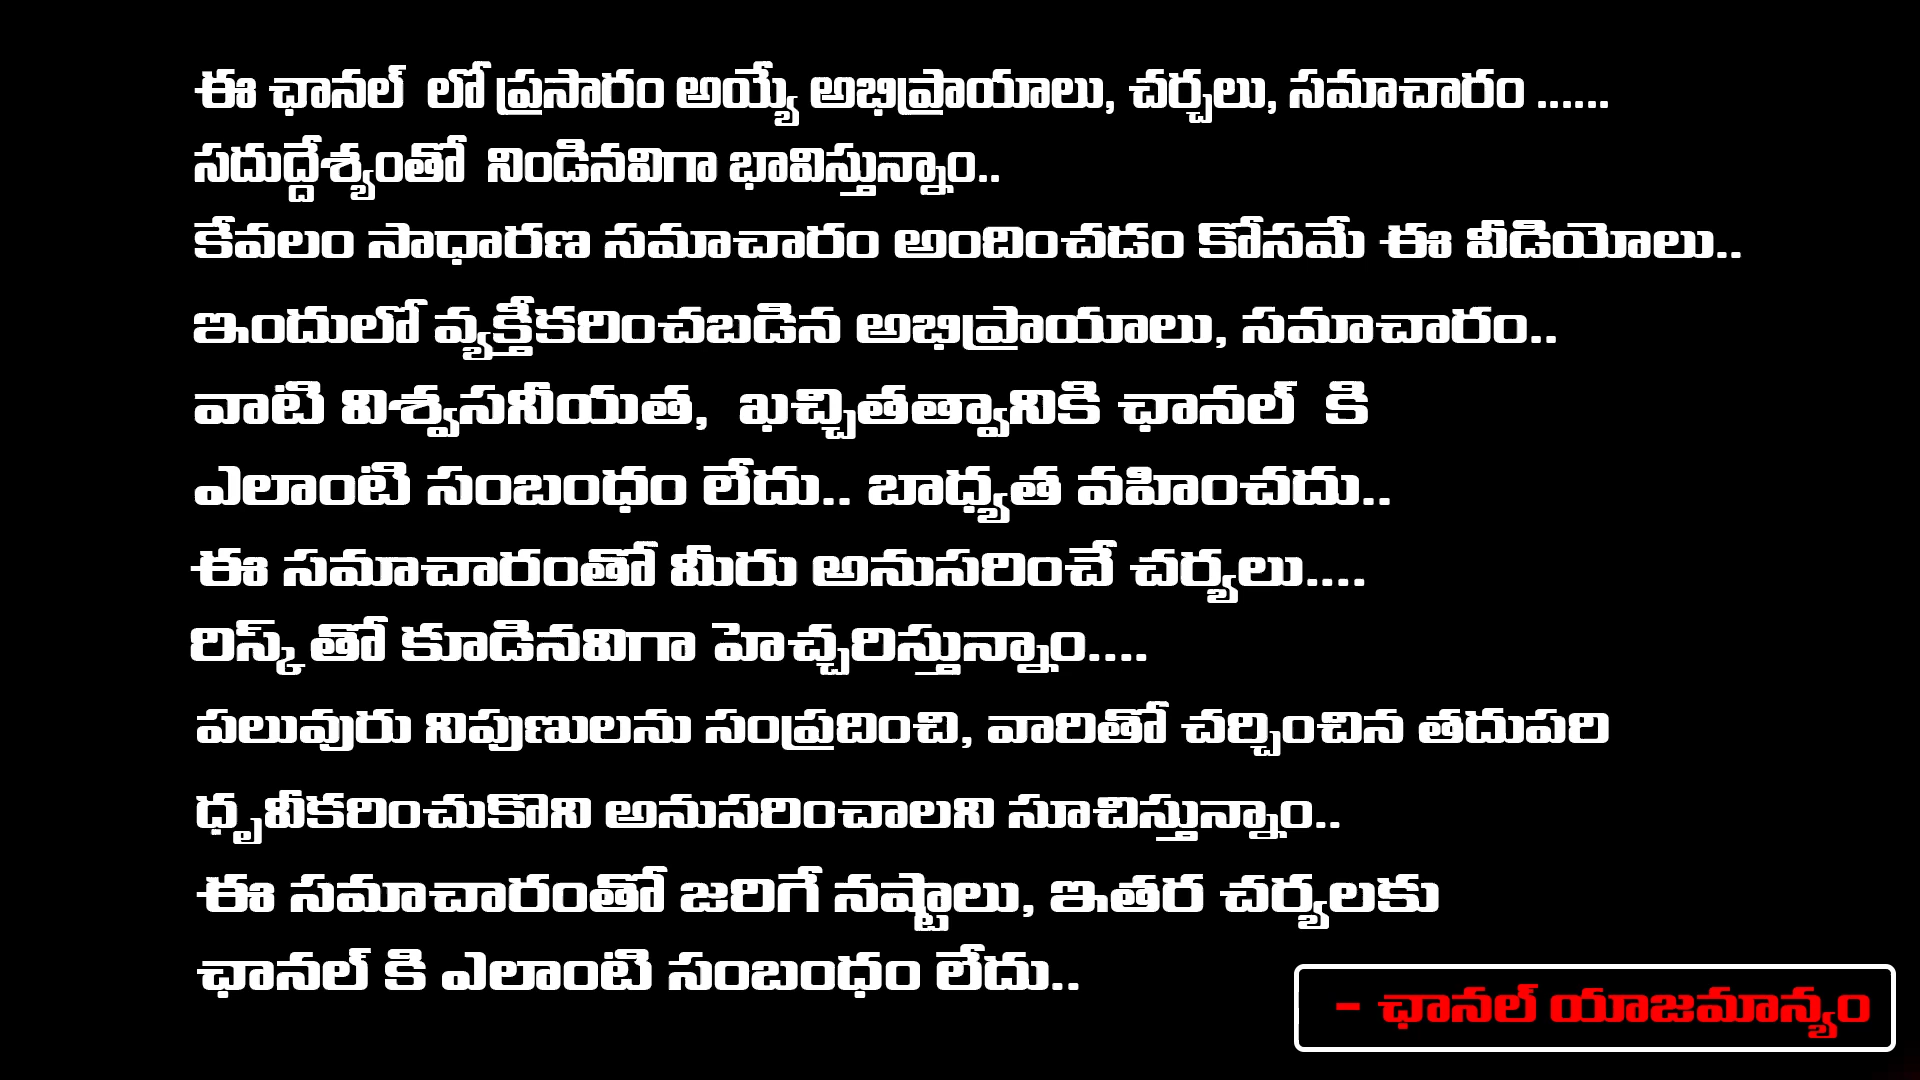 ఈ ఛానల్ లో ప్రసారం అయ్యే అభిప్రాయాలు, చర్చలు, సమాచారం ......
సదుద్దేశ్యంతో నిండినవిగా భావిస్తున్నాం..
కేవలం సాధారణ సమాచారం అందించడం కోసమే ఈ వీడియోలు..
ఇందులో వ్యక్తీకరించబడిన అభిప్రాయాలు, సమాచారం..
వాటి విశ్వసనీయత, ఖచ్చితత్వానికి ఛానల్ కి
ఎలాంటి సంబంధం లేదు.. బాధ్యత వహించదు..
ఈ సమాచారంతో మీరు అనుసరించే చర్యలు....
రిస్క్ తో కూడినవిగా హెచ్చరిస్తున్నాం....
పలువురు నిపుణులను సంప్రదించి, వారితో చర్చించిన తదుపరి
ధృవీకరించుకొని అనుసరించాలని సూచిస్తున్నాం..
ఈ సమాచారంతో జరిగే నష్టాలు, ఇతర చర్యలకు
ఛానల్ కి ఎలాంటి సంబంధం లేదు..
- ఛానల్ యాజమాన్యం